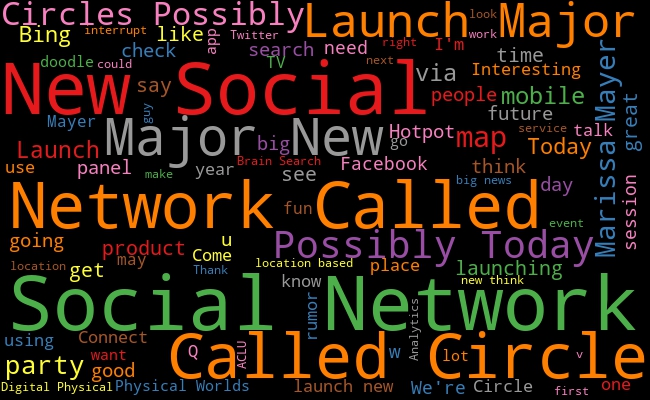 Circles Possibly
Launch Major
look
interrupt
Twitter
work
Bing
like
app
check
search
need
right
I'm
time
doodle
could
TV
next
via
Interesting
New Social
say
people
mobile
guy
future
Marissa Mayer
great
Mayer
Major New
big
go
Hotpot
map
service
talk
Launch
Today
use
panel
make
year
Brain Search
see
Facebook
think
big news
day
session
Network Called
fun
event
going
product
u
Possibly Today
location
may
get
Come
Thank
location based
place
launching
know
new think
Social Network
rumor
using
Connect
want
party
good
Called Circle
Q
ACLU
w
Analytics
lot
v
Digital Physical
Physical Worlds
launch new
We're
Circle
first
one